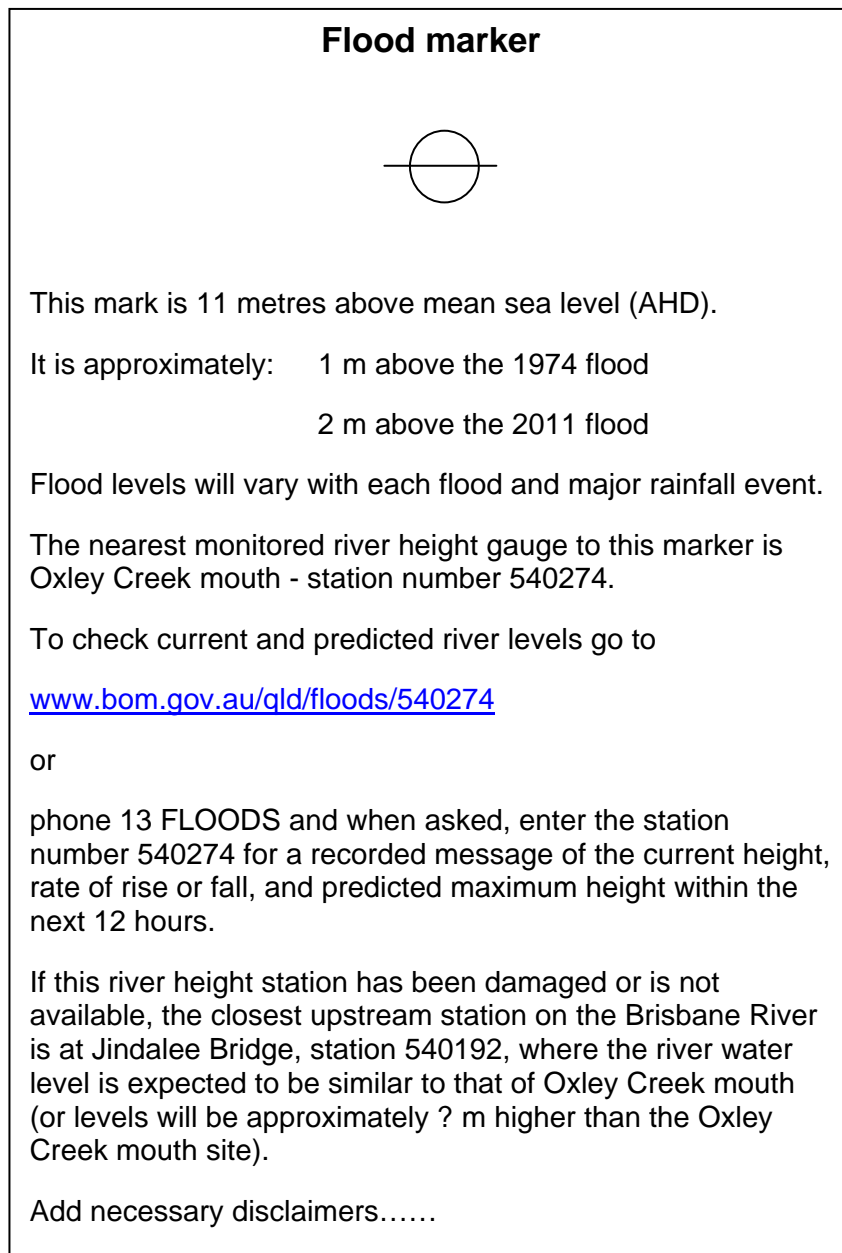 Flood marker
This mark is 11 metres above mean sea level (AHD).
It is approximately: 1 m above the 1974 flood
2 m above the 2011 flood
Flood levels will vary with each flood and major rainfall event.
The nearest monitored river height gauge to this marker is
Oxley Creek mouth - station number 540274.
To check current and predicted river levels go to
www.bom.gov.au/qld/floods/540274
or
phone 13 FLOODS and when asked, enter the station
number 540274 for a recorded message of the current height,
rate of rise or fall, and predicted maximum height within the
next 12 hours.
If this river height station has been damaged or is not
available, the closest upstream station on the Brisbane River
is at Jindalee Bridge, station 540192, where the river water
level is expected to be similar to that of Oxley Creek mouth
(or levels will be approximately ? m higher than the Oxley
Creek mouth site).
Add necessary disclaimers……